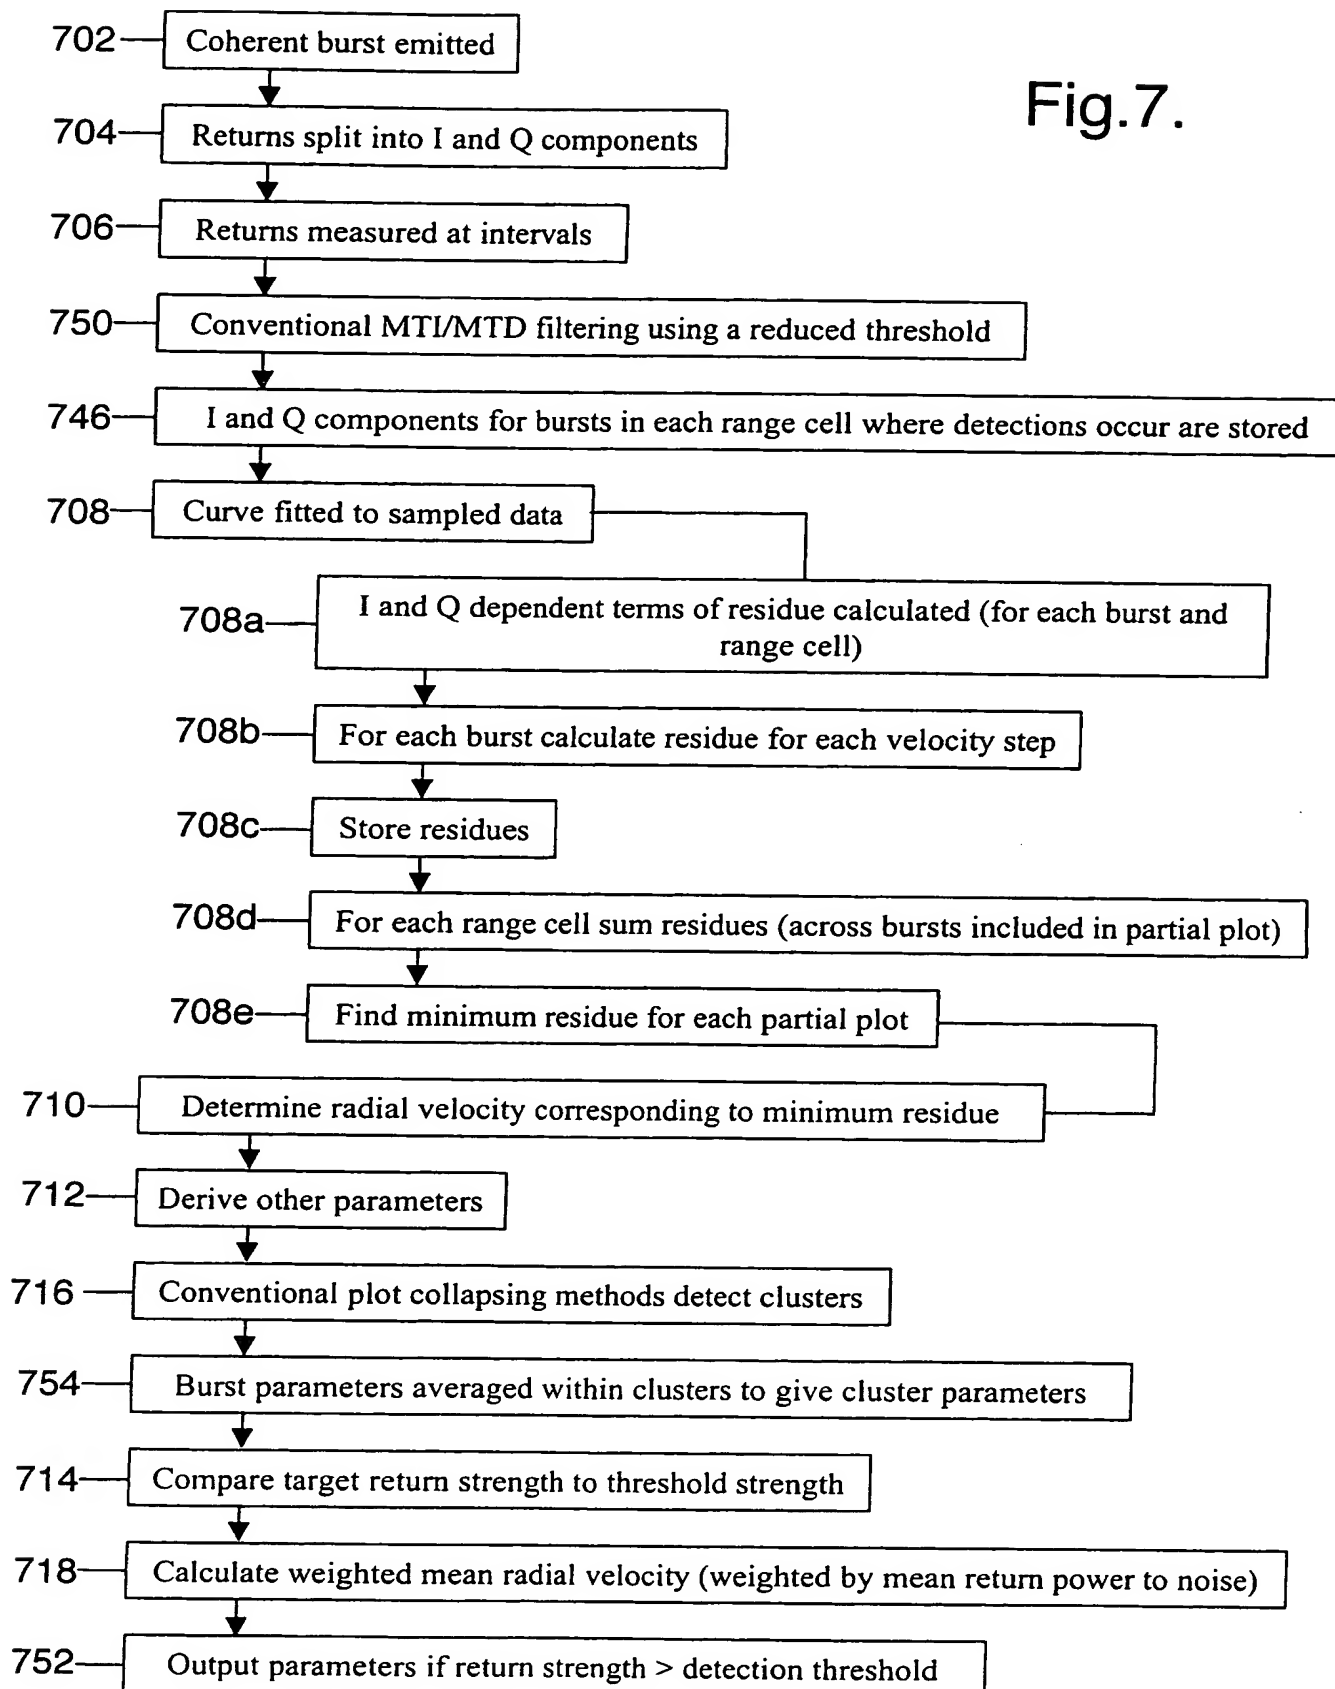 Fig.7.
702 Coherent burst emitted
704 Returns split into I and Q components
706 Returns measured at intervals
750 Conventional MTI/MTD filtering using a reduced threshold
746 I and Q components for bursts in each range cell where detections occur are stored
708 Curve fitted to sampled data
708a I and Q dependent terms of residue calculated (for each burst and
range cell)
708b For each burst calculate residue for each velocity step
708c Store residues
708d For each range cell sum residues (across bursts included in partial plot)
708e Find minimum residue for each partial plot
710 Determine radial velocity corresponding to minimum residue
712 Derive other parameters
716 Conventional plot collapsing methods detect clusters
754 Burst parameters averaged within clusters to give cluster parameters
714 Compare target return strength to threshold strength
718 Calculate weighted mean radial velocity (weighted by mean return power to noise)
752 Output parameters if return strength > detection threshold